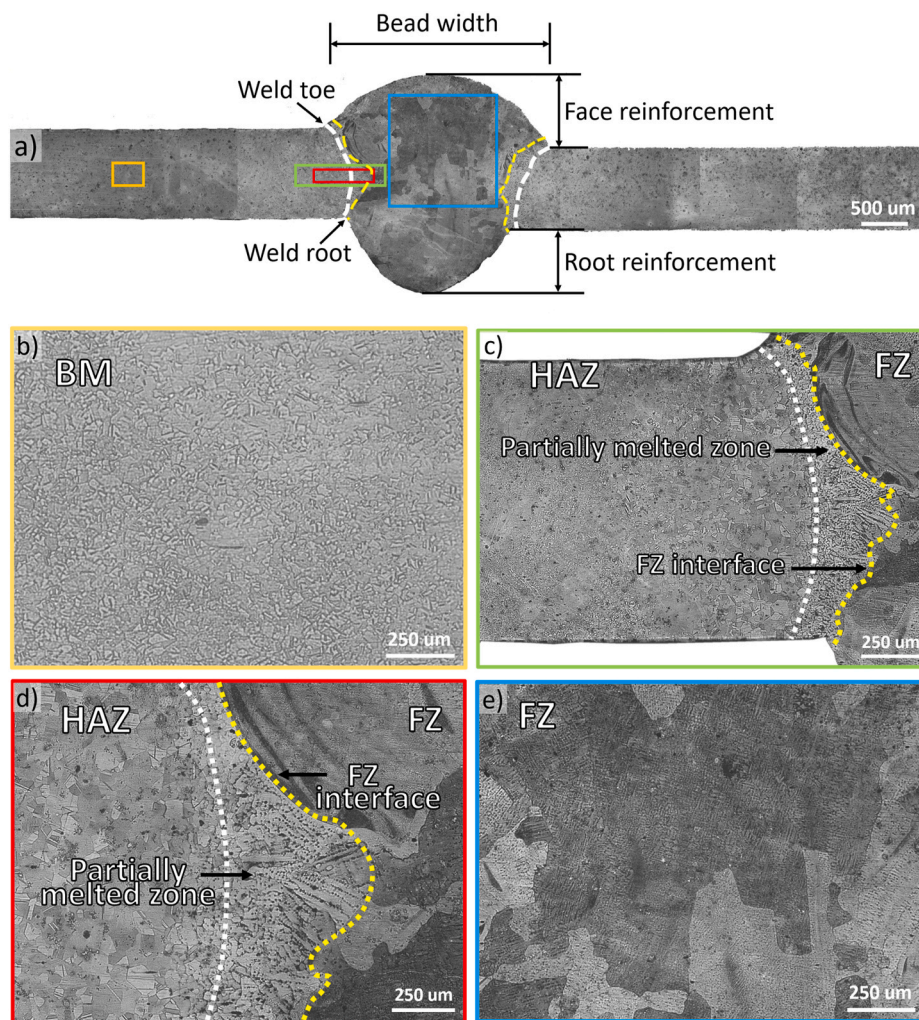 Bead width
Weld toe
Face reinforcement
a)
500 um
Weld root
Root reinforcement
b)
BM
250 um
c)
HAZ
FZ
Partially melted zone
FZ interface
250 um
d)
HAZ
FZ
FZ
interface
Partially
melted zone
250 um
e)
FZ
250 um